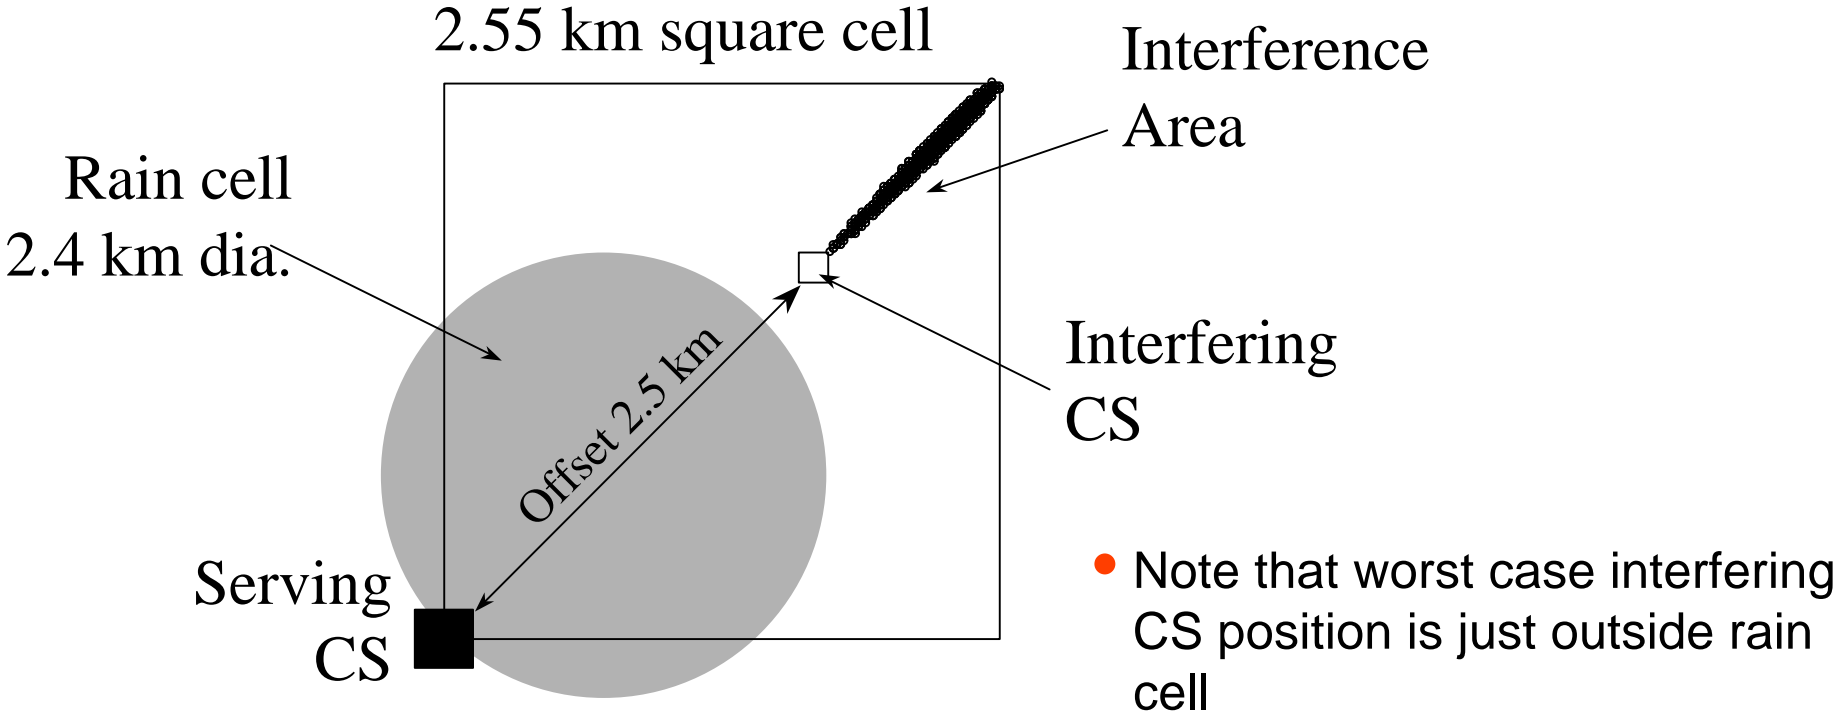 2.55 km square cell
Interference
Area
Rain cell
2.4 km dia.
Offset 2.5 km
Interfering
CS
Serving
CS
• Note that worst case interfering
CS position is just outside rain
cell